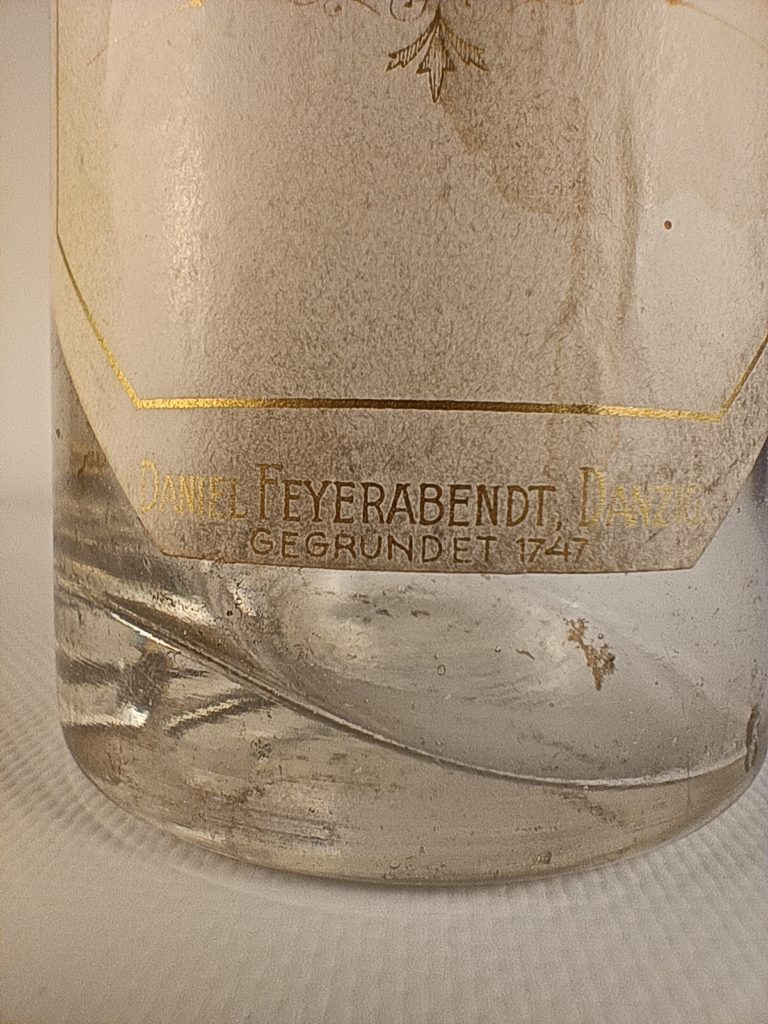 DANIEL FEYERABENDT, DANZIG
GEGRUNDET 1747